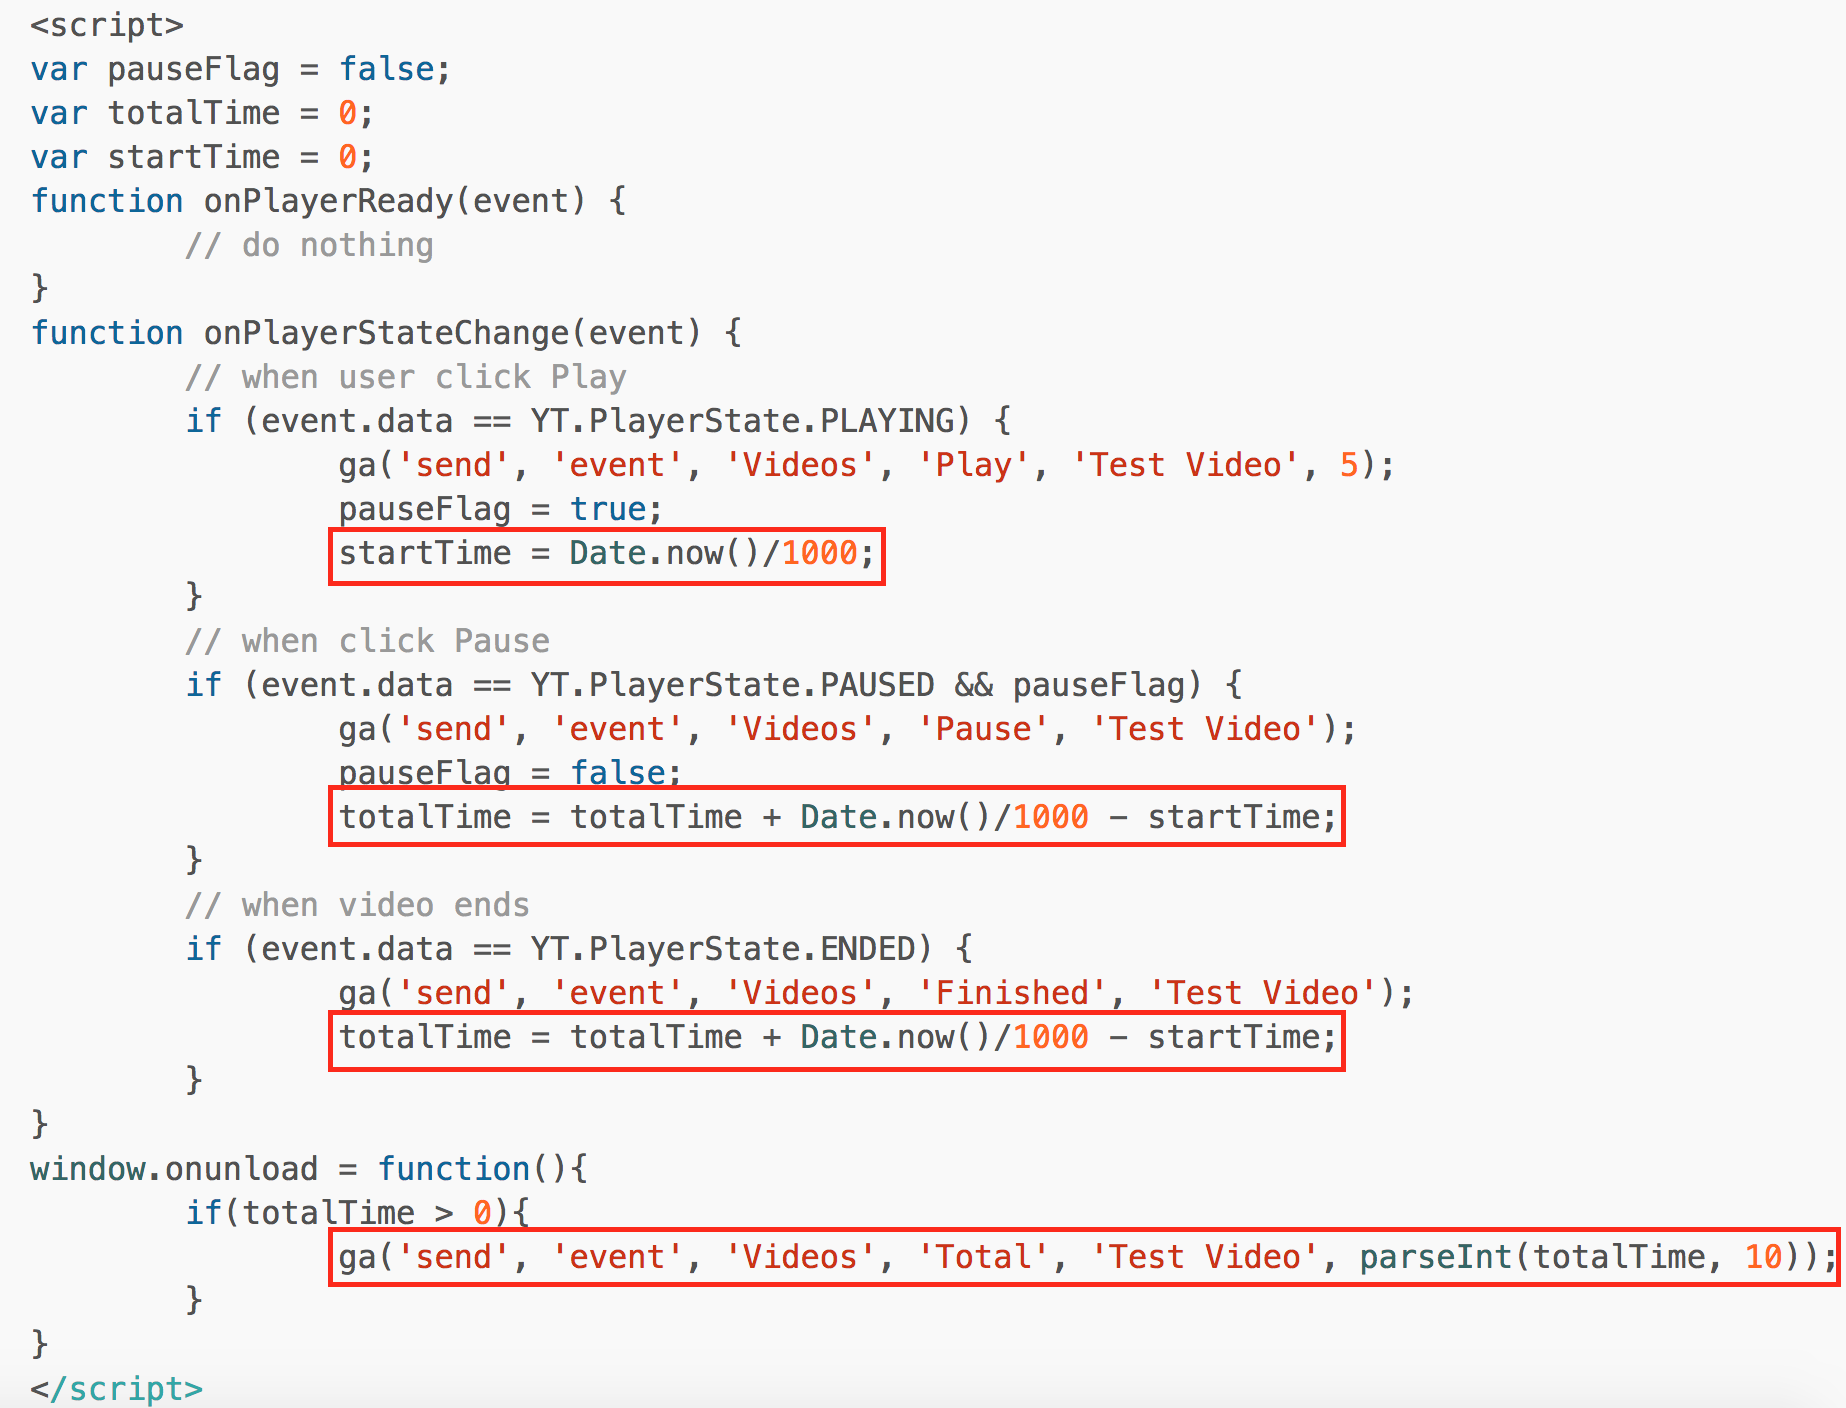 <script>
var pauseFlag = false;
var totalTime = 0;
var startTime = 0;
function onPlayerReady(event) {
        // do nothing
}
function onPlayerStateChange(event) {
        // when user click Play
        if (event.data == YT.PlayerState.PLAYING) {
                ga('send', 'event', 'Videos', 'Play', 'Test Video', 5);
                pauseFlag = true;
                startTime = Date.now()/1000;
        }
        // when click Pause
        if (event.data == YT.PlayerState.PAUSED && pauseFlag) {
                ga('send', 'event', 'Videos', 'Pause', 'Test Video');
                pauseFlag = false;
                totalTime = totalTime + Date.now()/1000 - startTime;
        }
        // when video ends
        if (event.data == YT.PlayerState.ENDED) {
                ga('send', 'event', 'Videos', 'Finished', 'Test Video');
                totalTime = totalTime + Date.now()/1000 - startTime;
        }
}
window.onunload = function(){
        if(totalTime > 0){
                ga('send', 'event', 'Videos', 'Total', 'Test Video', parseInt(totalTime, 10));
        }
}
</script>